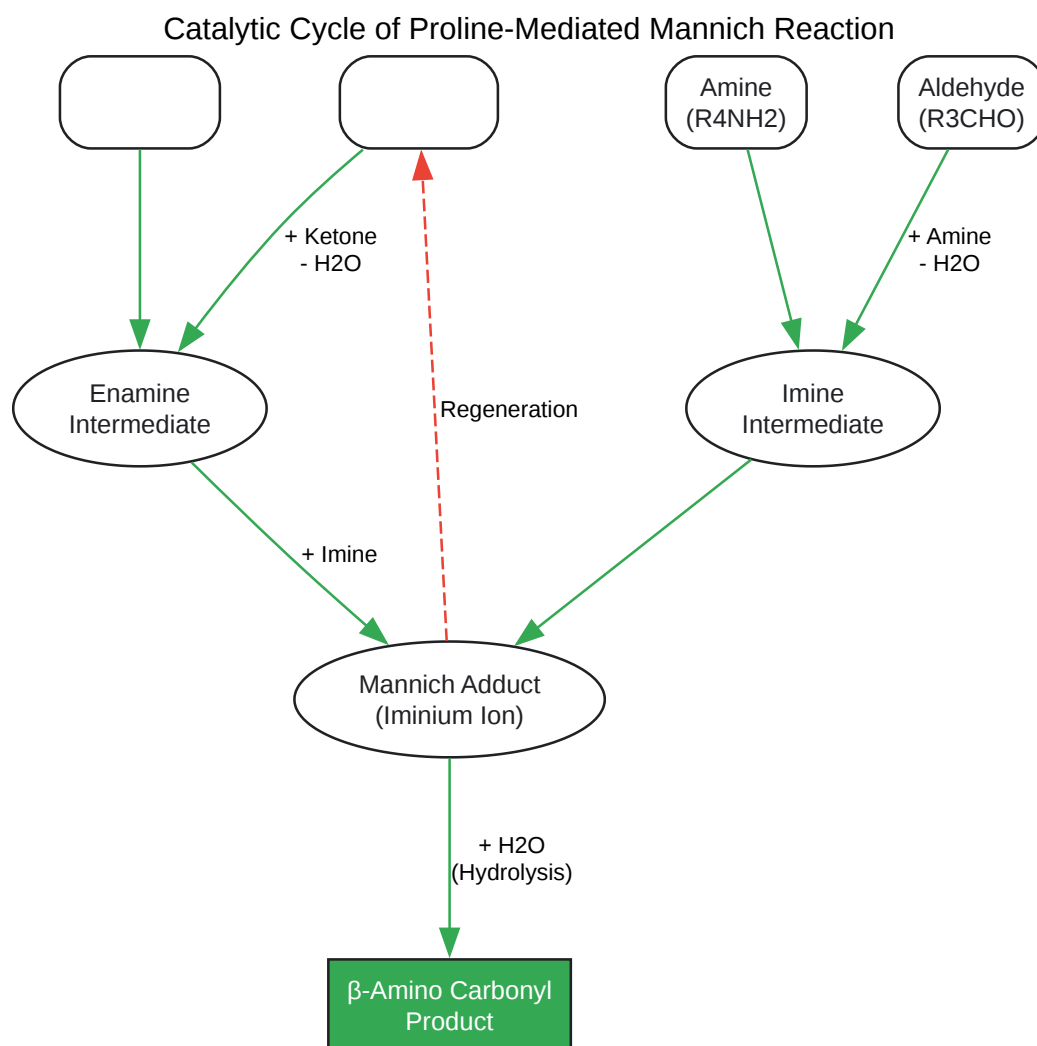 Catalytic Cycle of Proline-Mediated Mannich Reaction
Amine
(R4NH2)
Aldehyde
(R3CHO)
+ Ketone
- H2O
+ Amine
- H2O
Enamine
Intermediate
Regeneration
Imine
Intermediate
+ Imine
Mannich Adduct
(Iminium Ion)
+ H2O
(Hydrolysis)
β-Amino Carbonyl
Product